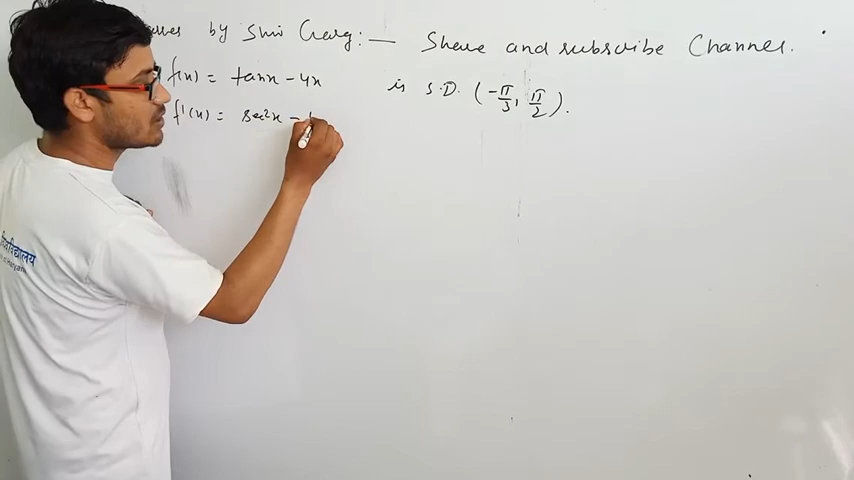 by Shiv Garg:— Share and subscribe Channel.
f(x) = tanx - 4x is S.D. (-π/3, π/2).
f'(x) = sec²x -